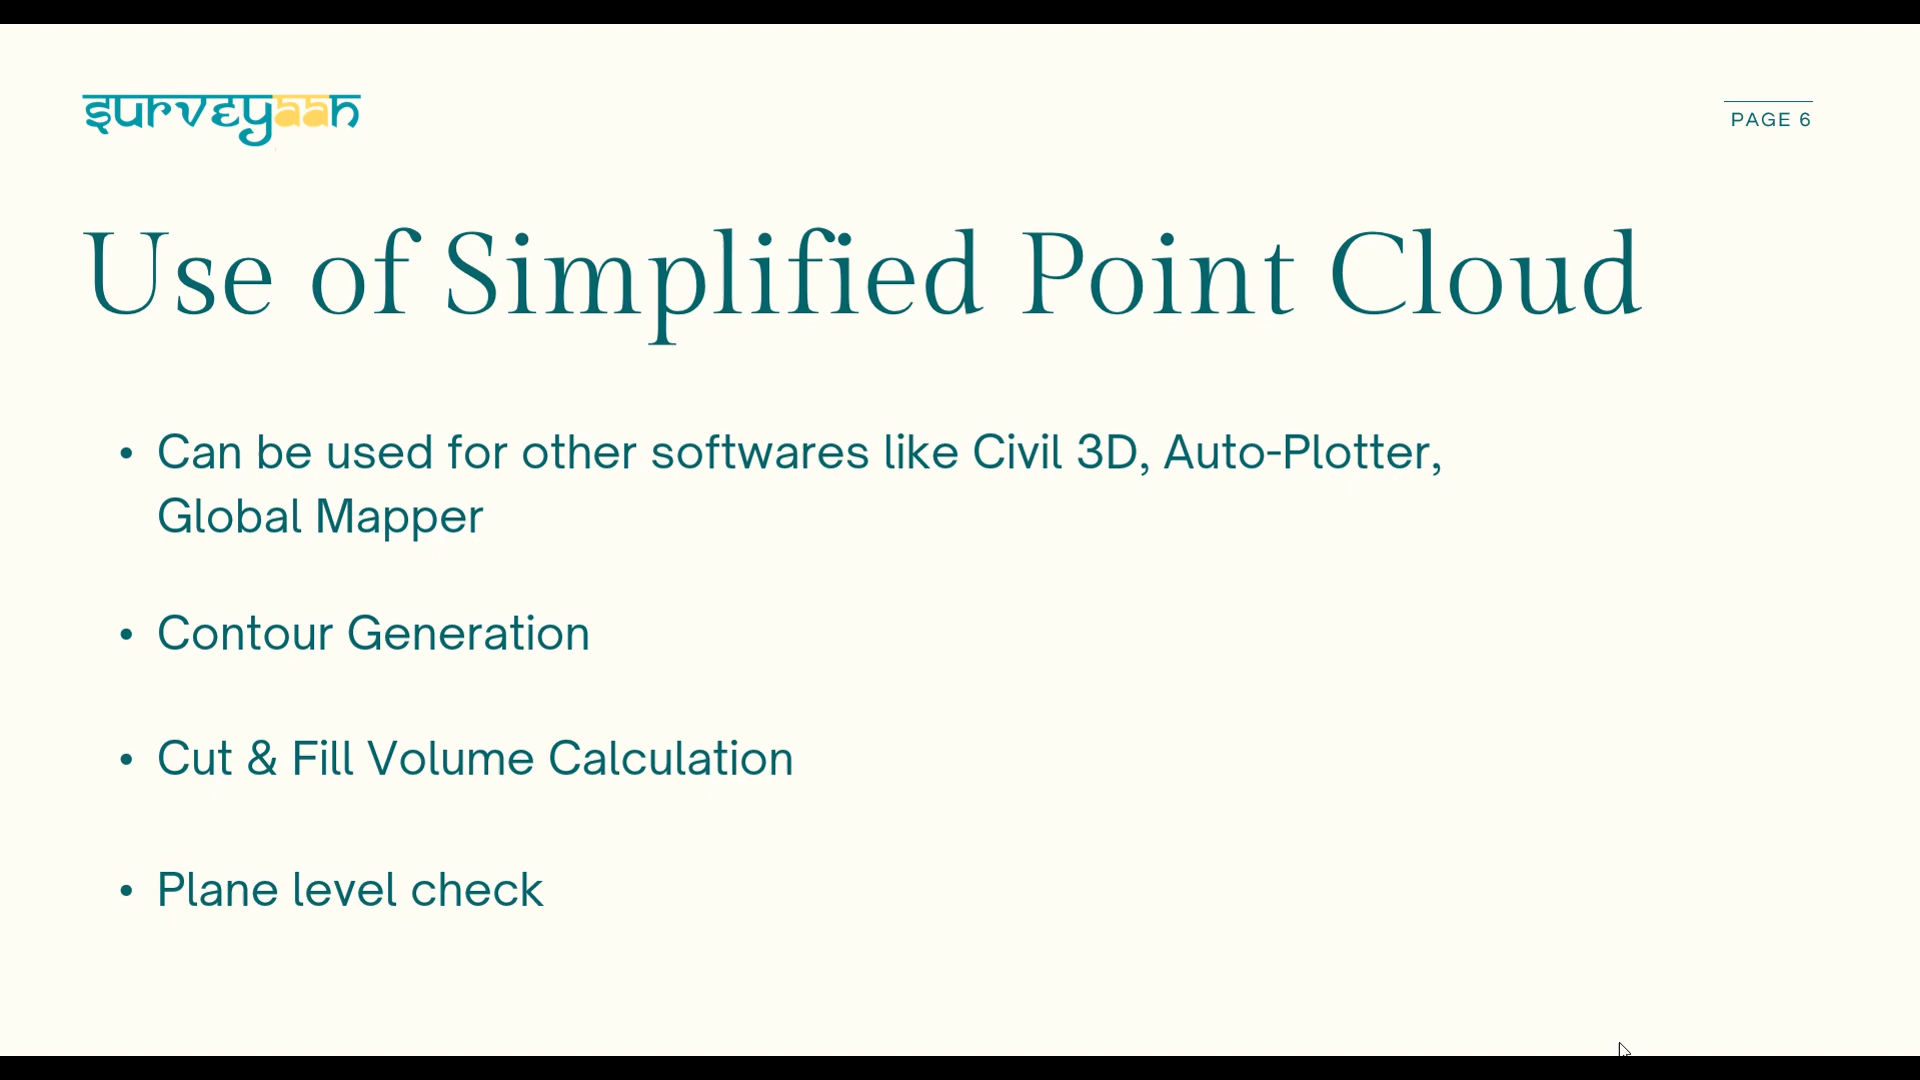 surveyaan
PAGE 6
Use of Simplified Point Cloud
• Can be used for other softwares like Civil 3D, Auto-Plotter,
Global Mapper
• Contour Generation
• Cut & Fill Volume Calculation
• Plane level check